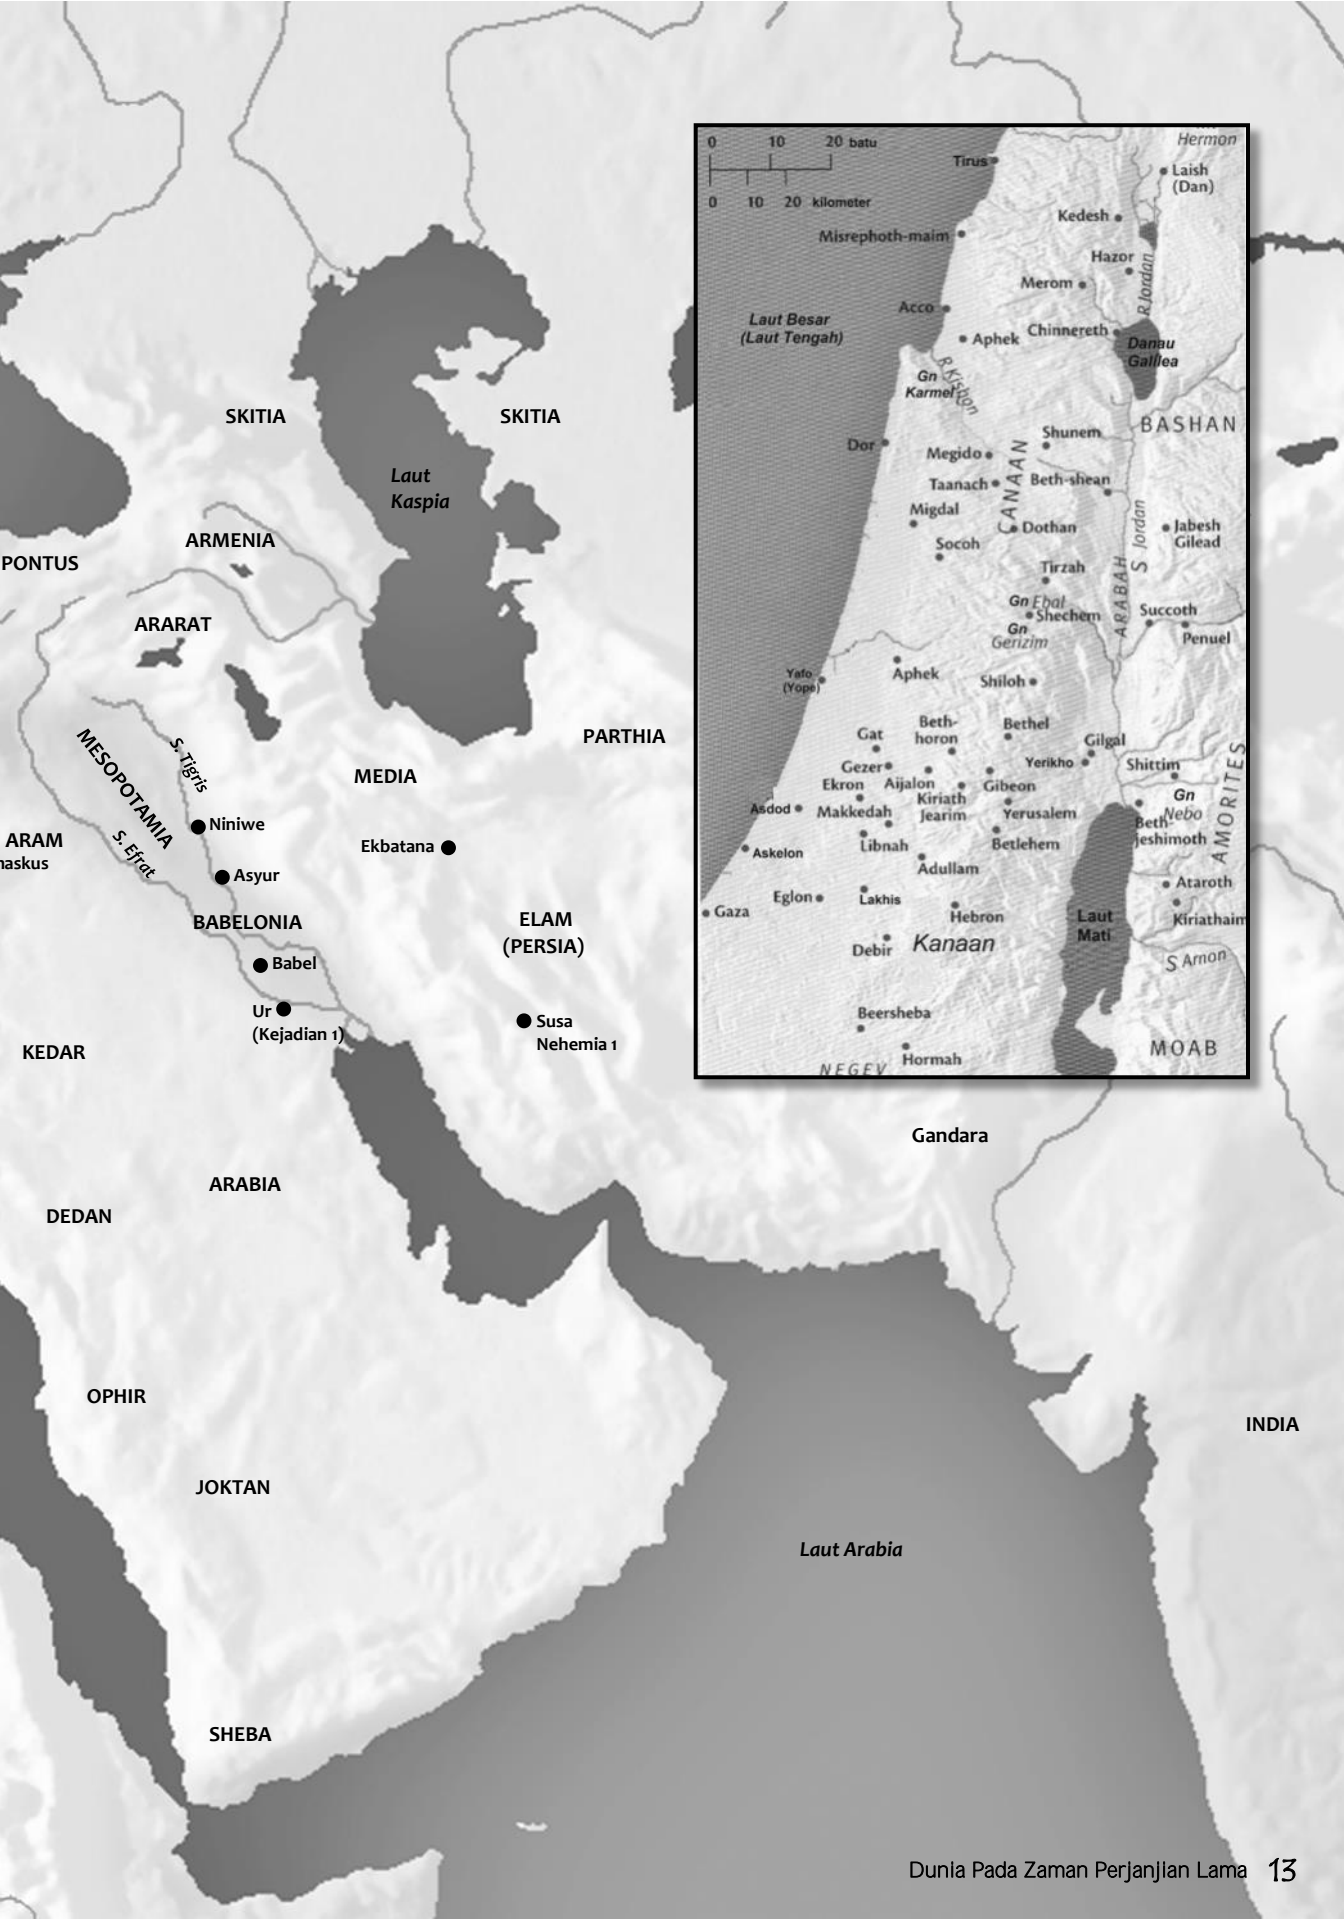 SKITIA
SKITIA
Laut
Kaspia
ARMENIA
PONTUS
ARARAT
MESOPOTAMIA
S. Tigris
PARTHIA
MEDIA
Niniwe
ARAM
S. Efrat
Ekbatana
Asyur
BABELONIA
ELAM
(PERSIA)
Babel
Ur
(Kejadian 1)
Susa
Nehemia 1
KEDAR
Gandara
ARABIA
DEDAN
OPHIR
INDIA
JOKTAN
Laut Arabia
SHEBA
0 10 20 batu
0 10 20 kilometer
Hermon
Tirus
Laish
(Dan)
Kedesh
Misrephoth-maim
Hazor
R Jordan
Merom
Acco
Laut Besar
(Laut Tengah)
Aphek
Chinnereth
Danau
Galilea
R Kishon
Gn
Karmel
BASHAN
Shunem
Dor
Megido
CANAAN
Taanach
Beth-shean
Migdal
Dothan
S Jordan
Jabesh
Gilead
Socoh
Tirzah
ARABAH
Gn Ebal
Shechem
Succoth
Gn
Gerizim
Penuel
Aphek
Yafo
(Yope)
Shiloh
Beth-
horon
Bethel
Gat
Gilgal
Gezer
Yerikho
Shittim
AMORITES
Ekron
Aijalon
Gibeon
Kiriath
Jearim
Gn
Nebo
Asdod
Makkedah
Yerusalem
Beth-
jeshimoth
Libnah
Betlehem
Askelon
Adullam
Ataroth
Eglon
Lakhis
Gaza
Hebron
Laut
Mati
Kiriathaim
Debir
Kanaan
S Arnon
Beersheba
Hormah
MOAB
NEGEV
Dunia Pada Zaman Perjanjian Lama 13